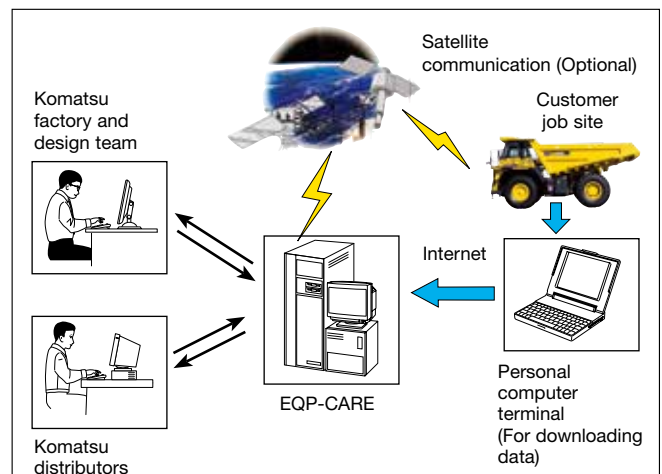 Satellite
communication (Optional)
Komatsu
factory and
design team
Customer
job site
Internet
EQP-CARE
Personal
computer
terminal
(For downloading
data)
Komatsu
distributors